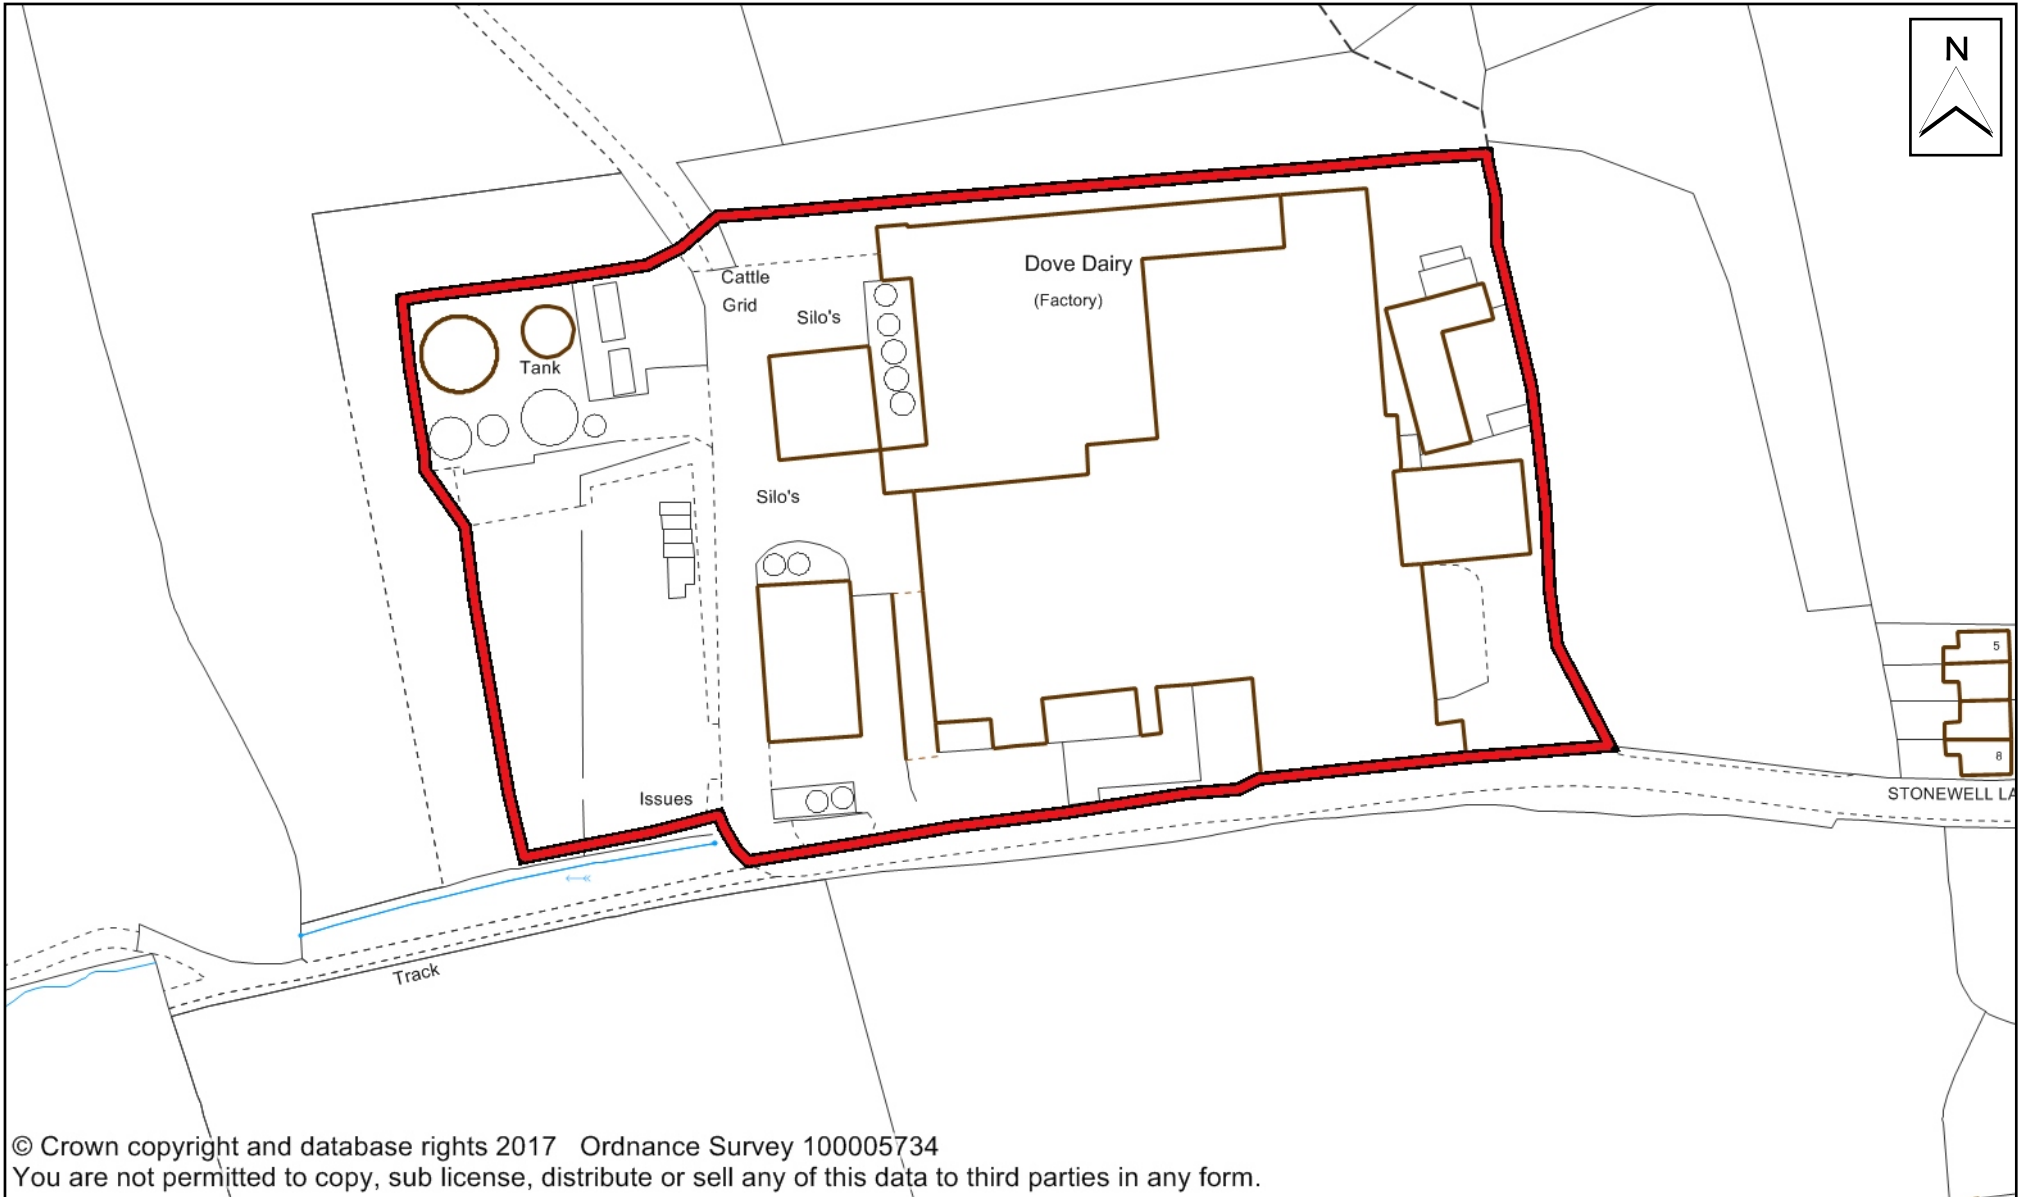 N
Dove Dairy
(Factory)
Cattle
Grid
Silo's
Tank
Silo's
5
8
Issues
STONEWELL LA
Track
© Crown copyright and database rights 2017 Ordnance Survey 100005734
You are not permitted to copy, sub license, distribute or sell any of this data to third parties in any form.